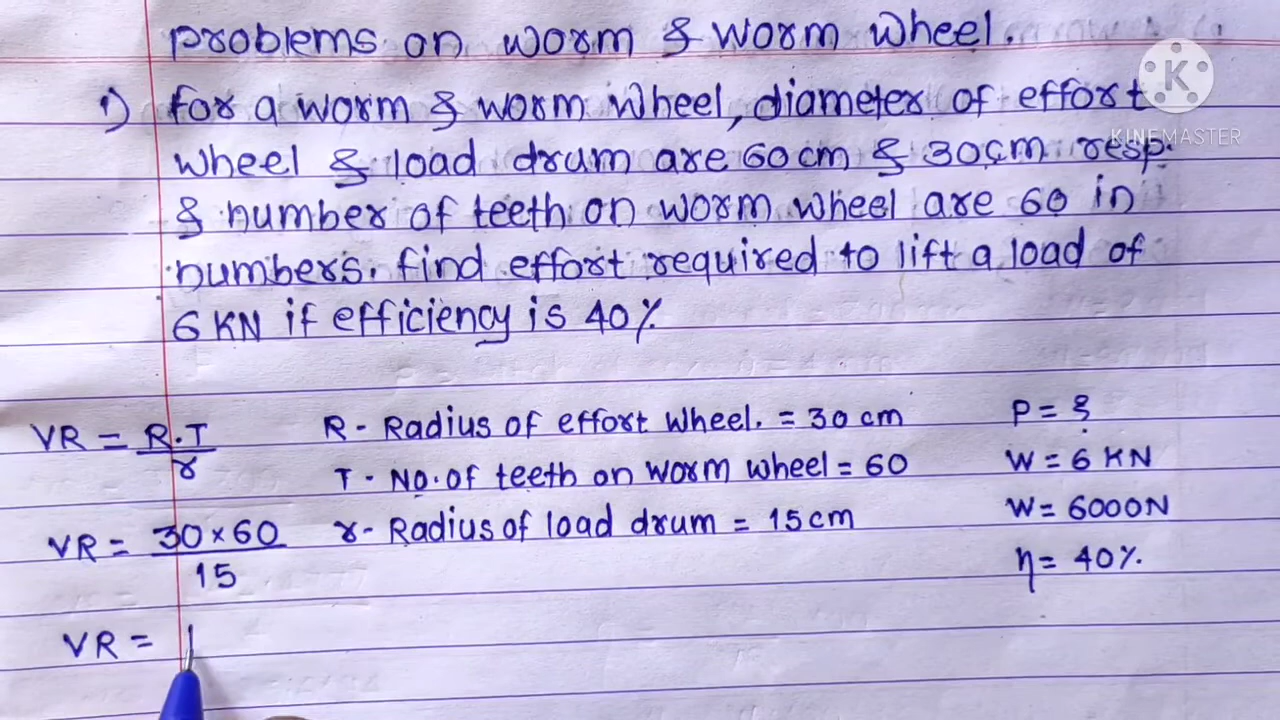 problems on worm & worm wheel.
1) for a worm & worm wheel, diameter of effort
wheel & load drum are 60cm & 30cm resp.
& number of teeth on worm wheel are 60 in
numbers. find effort required to lift a load of
6 KN if efficiency is 40%
VR = R.T / r
R - Radius of effort wheel. = 30 cm
T - No. of teeth on worm wheel = 60
r - Radius of load drum = 15cm
VR = 30 × 60 / 15
VR = 1
P = ?
W = 6 KN
W = 6000N
η = 40%.
K
KINEMASTER